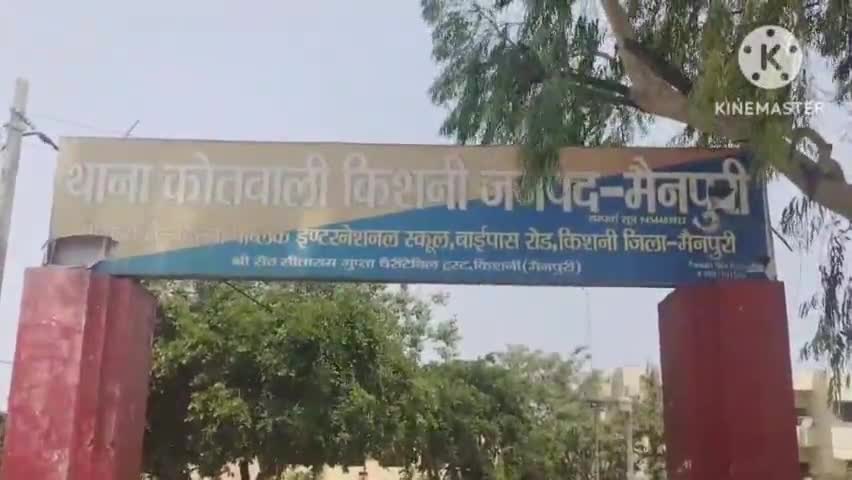 KINEMASTER
थाना कोतवाली किशनी जनपद-मैनपुरी
इण्टरनेशनल स्कूल, बाईपास रोड, किशनी जिला-मैनपुरी
श्री सेठ सीताराम गुप्ता चैरीटेबिल ट्रस्ट, किशनी (मैनपुरी)